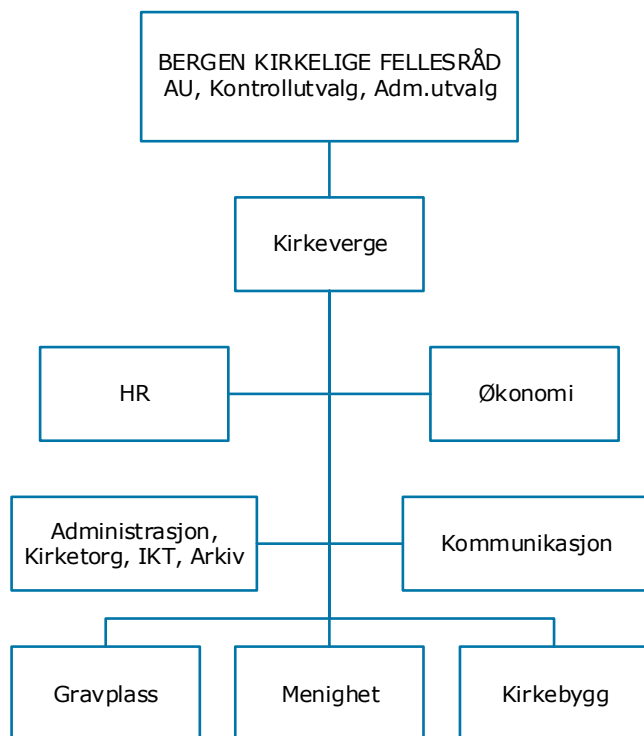 BERGEN KIRKELIGE FELLESRÅD
AU, Kontrollutvalg, Adm.utvalg
Kirkeverge
HR
Økonomi
Administrasjon,
Kirketorg, IKT, Arkiv
Kommunikasjon
Gravplass
Menighet
Kirkebygg